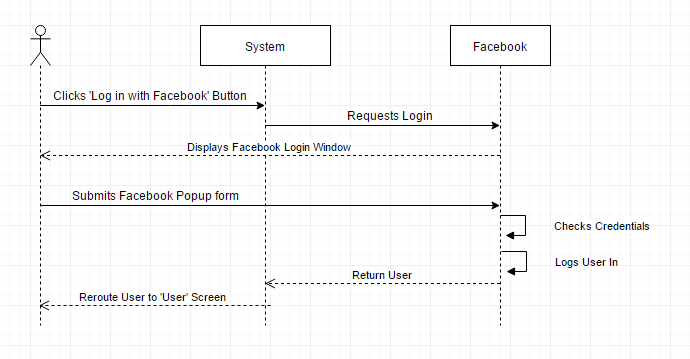 System
Facebook
Clicks 'Log in with Facebook' Button
Requests Login
Displays Facebook Login Window
Submits Facebook Popup form
Checks Credentials
Logs User In
Return User
Reroute User to 'User' Screen